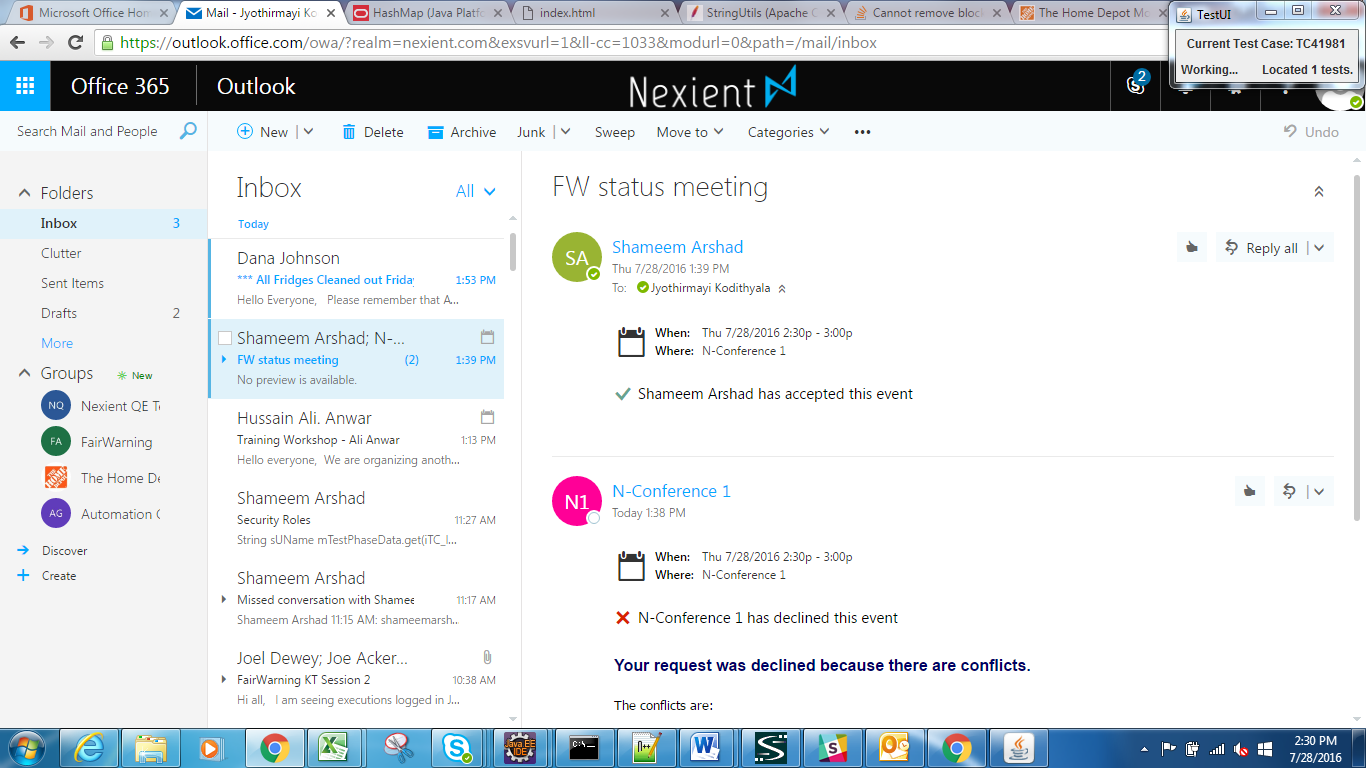 Microsoft Office Hom
Mail - Jyothirmayi Ko
HashMap (Java Platfo
index.html
StringUtils (Apache C
Cannot remove block
The Home Depot Mo
TestUI
Current Test Case: TC41981
Working... Located 1 tests.
https://outlook.office.com/owa/?realm=nexient.com&exsvurl=1&ll-cc=1033&modurl=0&path=/mail/inbox
Office 365
Outlook
Nexient
2
Search Mail and People
New
Delete
Archive
Junk
Sweep
Move to
Categories
•••
Undo
Folders
Inbox 3
Clutter
Sent Items
Drafts 2
More
Groups New
NQ Nexient QE Te
FA FairWarning
The Home De
AG Automation C
Discover
Create
Inbox All
Today
Dana Johnson
*** All Fridges Cleaned out Friday 1:53 PM
Hello Everyone, Please remember that A...
Shameem Arshad; N-...
FW status meeting (2) 1:39 PM
No preview is available.
Hussain Ali. Anwar
Training Workshop - Ali Anwar 1:13 PM
Hello everyone, We are organizing anoth...
Shameem Arshad
Security Roles 11:27 AM
String sUName mTestPhaseData.get(iTC_I...
Shameem Arshad
Missed conversation with Shamee 11:17 AM
Shameem Arshad 11:15 AM: shameemarsh...
Joel Dewey; Joe Acker...
FairWarning KT Session 2 10:38 AM
Hi all, I am seeing executions logged in J...
FW status meeting
SA
Shameem Arshad
Thu 7/28/2016 1:39 PM
To: Jyothirmayi Kodithyala
Reply all
When: Thu 7/28/2016 2:30p - 3:00p
Where: N-Conference 1
Shameem Arshad has accepted this event
N1
N-Conference 1
Today 1:38 PM
When: Thu 7/28/2016 2:30p - 3:00p
Where: N-Conference 1
N-Conference 1 has declined this event
Your request was declined because there are conflicts.
The conflicts are:
Java EE
IDE
2:30 PM
7/28/2016